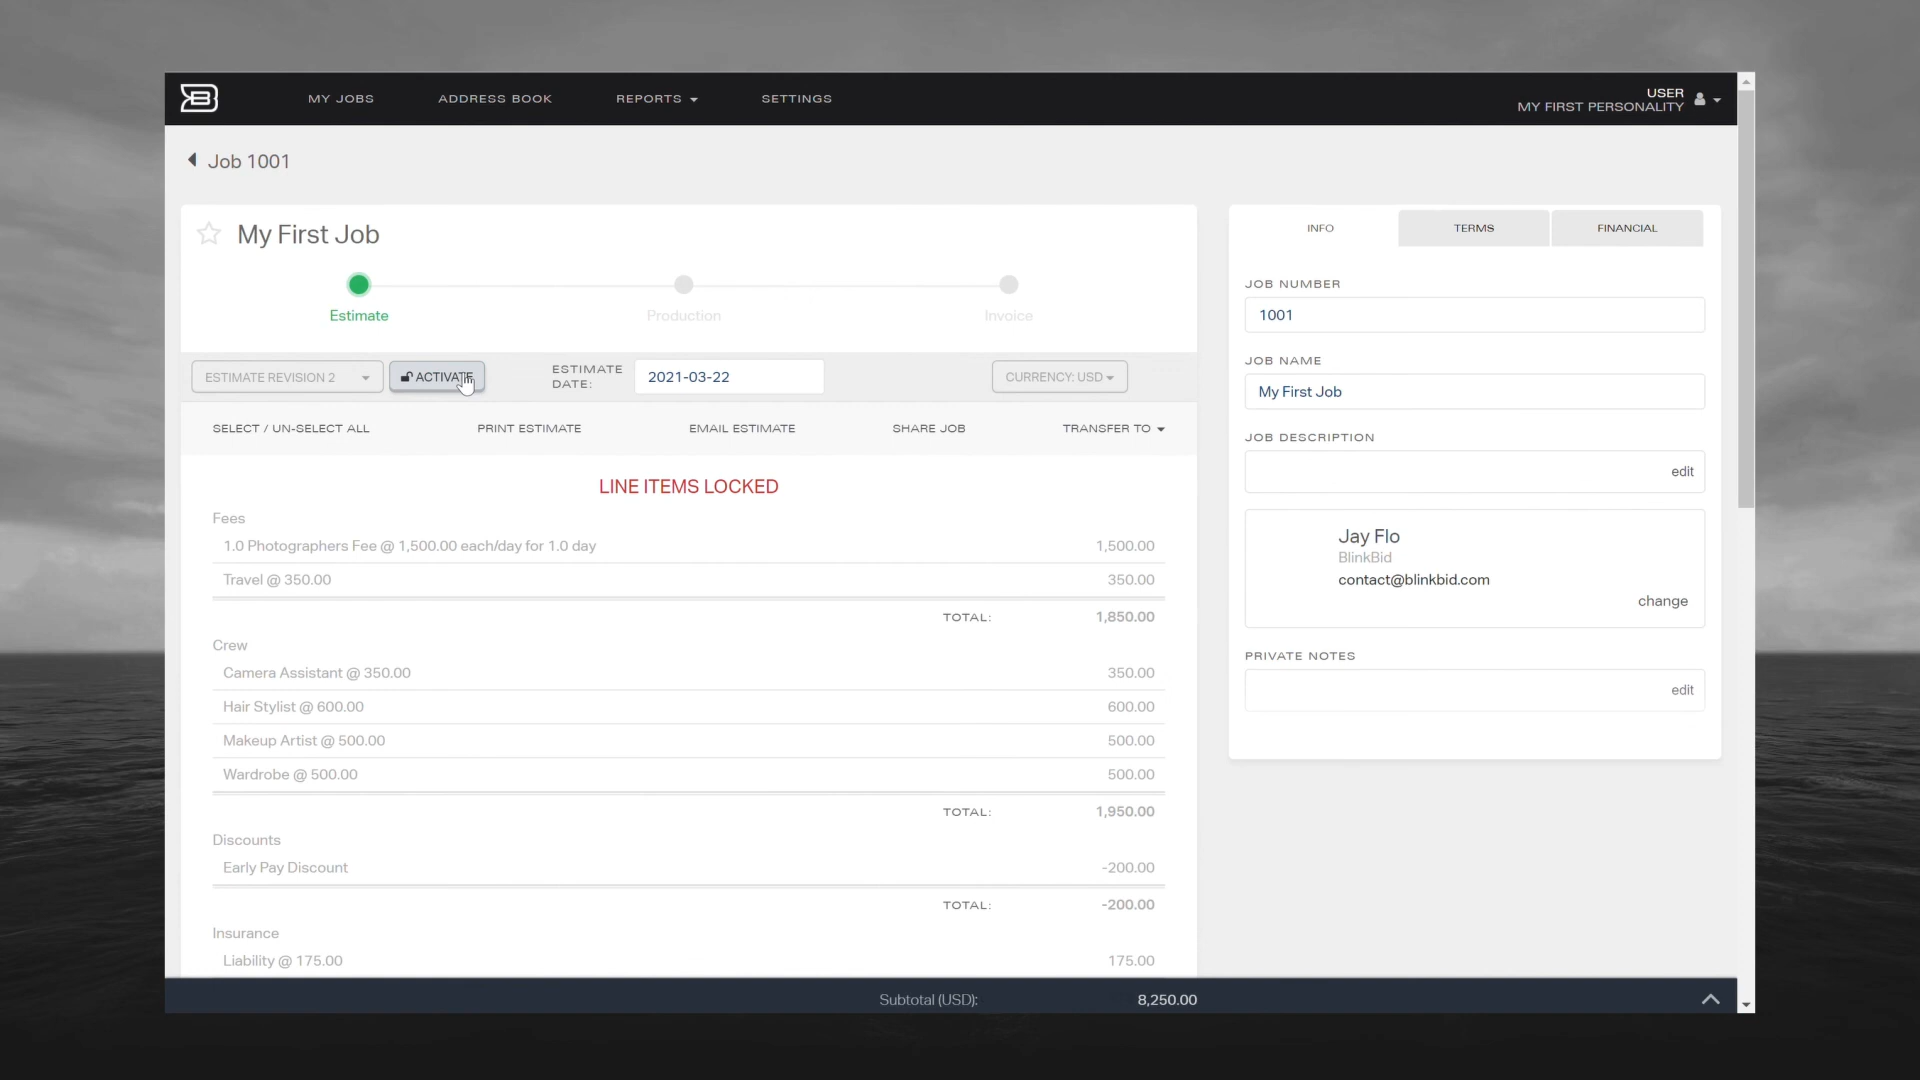 MY JOBS
ADDRESS BOOK
REPORTS
SETTINGS
USER
MY FIRST PERSONALITY
Job 1001
My First Job
Estimate
Production
Invoice
ESTIMATE REVISION 2
ACTIVATE
ESTIMATE
DATE:
2021-03-22
CURRENCY: USD
SELECT / UN-SELECT ALL
PRINT ESTIMATE
EMAIL ESTIMATE
SHARE JOB
TRANSFER TO
LINE ITEMS LOCKED
Fees
1.0 Photographers Fee @ 1,500.00 each/day for 1.0 day 1,500.00
Travel @ 350.00 350.00
TOTAL: 1,850.00
Crew
Camera Assistant @ 350.00 350.00
Hair Stylist @ 600.00 600.00
Makeup Artist @ 500.00 500.00
Wardrobe @ 500.00 500.00
TOTAL: 1,950.00
Discounts
Early Pay Discount -200.00
TOTAL: -200.00
Insurance
Liability @ 175.00 175.00
Subtotal (USD): 8,250.00
INFO
TERMS
FINANCIAL
JOB NUMBER
1001
JOB NAME
My First Job
JOB DESCRIPTION
edit
Jay Flo
BlinkBid
contact@blinkbid.com
change
PRIVATE NOTES
edit